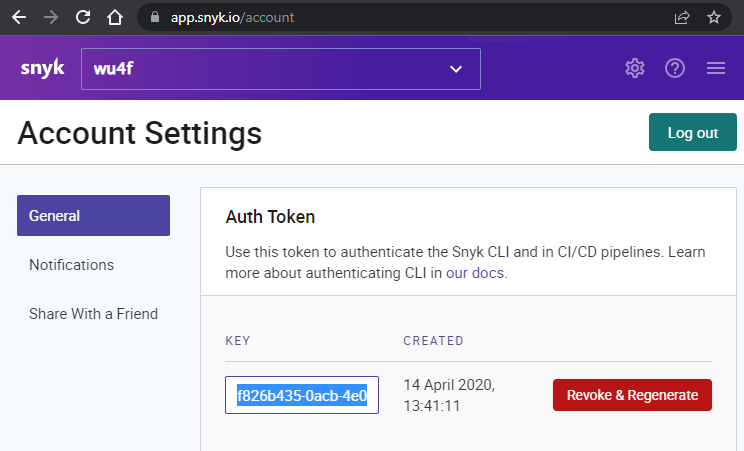 app.snyk.io/account
snyk
wu4f
Account Settings
Log out
General
Notifications
Share With a Friend
Auth Token
Use this token to authenticate the Snyk CLI and in CI/CD pipelines. Learn
more about authenticating CLI in our docs.
KEY
CREATED
f826b435-0acb-4e0
14 April 2020,
13:41:11
Revoke & Regenerate